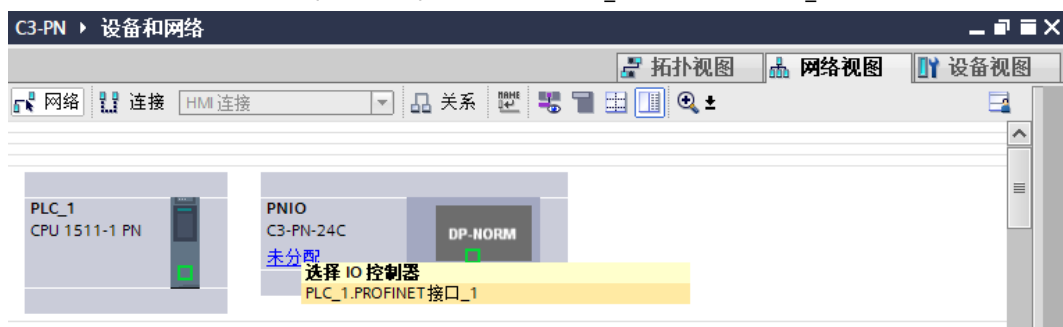 C3-PN ▸ 设备和网络
拓扑视图 网络视图 设备视图
网络 连接 HMI 连接 关系
PLC_1
CPU 1511-1 PN
PNIO
C3-PN-24C
未分配
DP-NORM
选择 IO 控制器
PLC_1.PROFINET接口_1